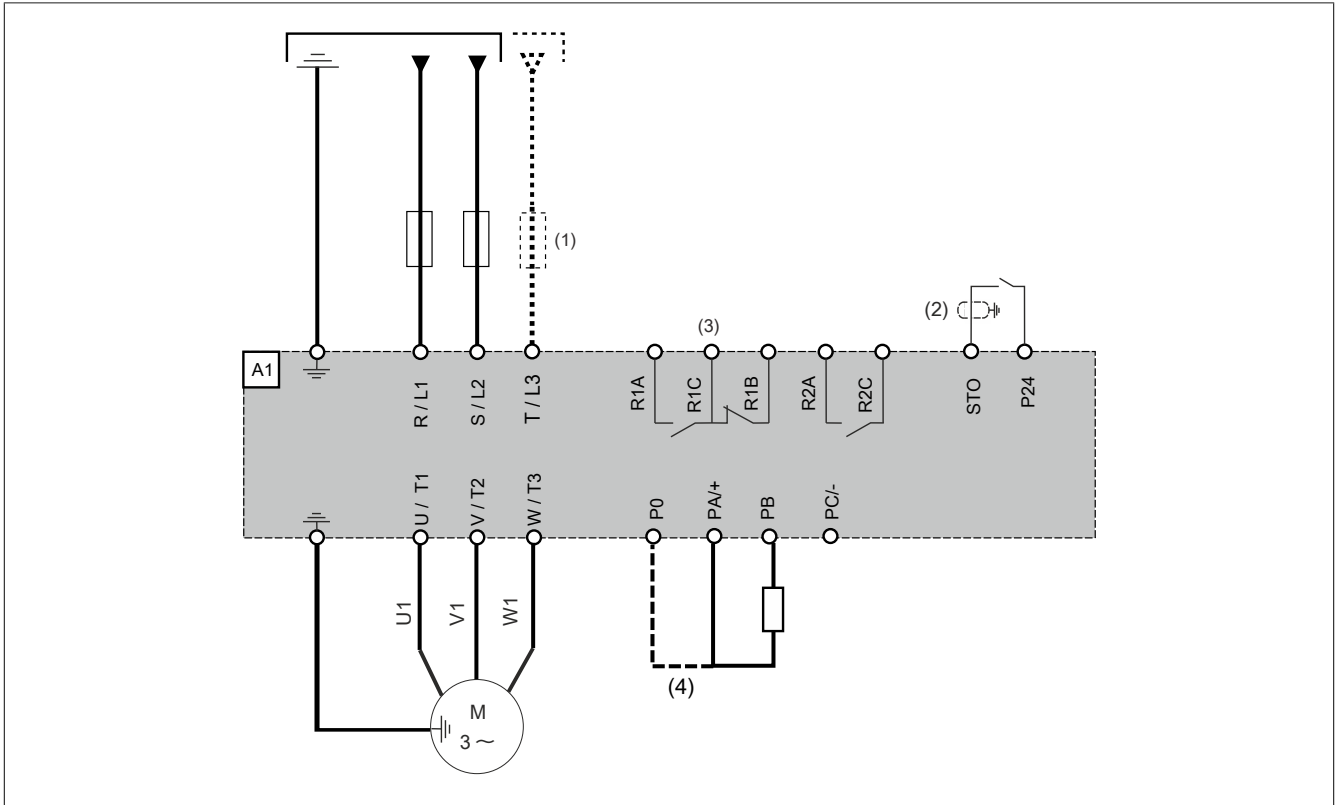 (1)
(2)
(3)
A1
R / L1
S / L2
T / L3
R1A
R1C
R1B
R2A
R2C
STO
P24
U / T1
V / T2
W / T3
P0
PA/+
PB
PC/-
U1
V1
W1
(4)
M
3 ~